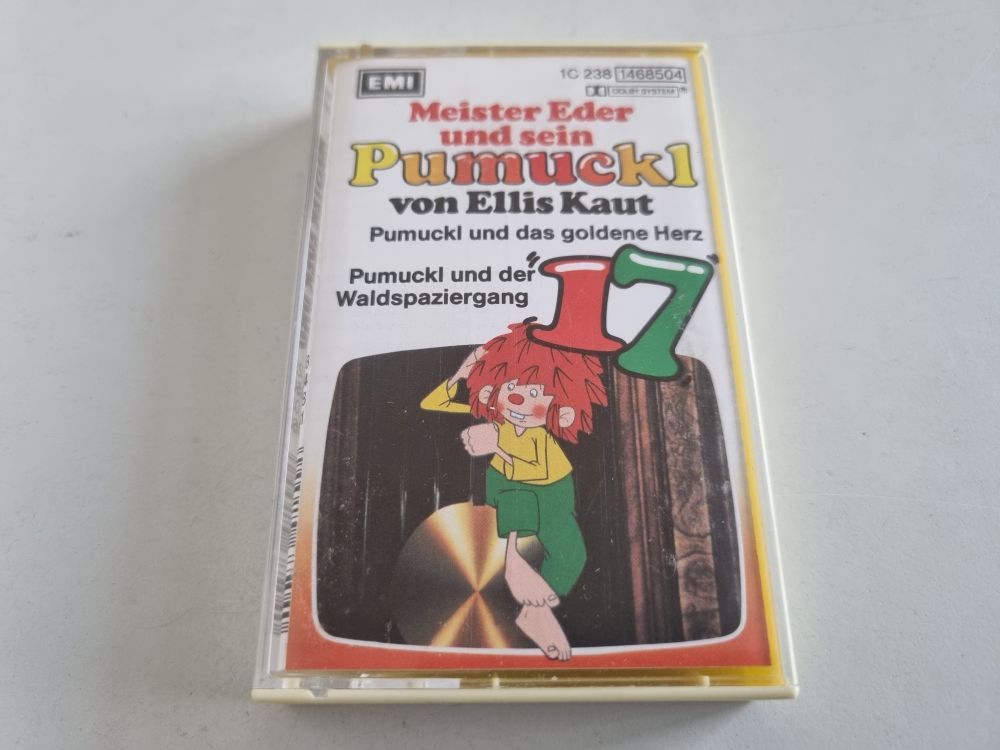 EMI
1C 238 1468504
DOLBY SYSTEM
Meister Eder
und sein
Pumuckl
von Ellis Kaut
Pumuckl und das goldene Herz
Pumuckl und der
Waldspaziergang
"17"